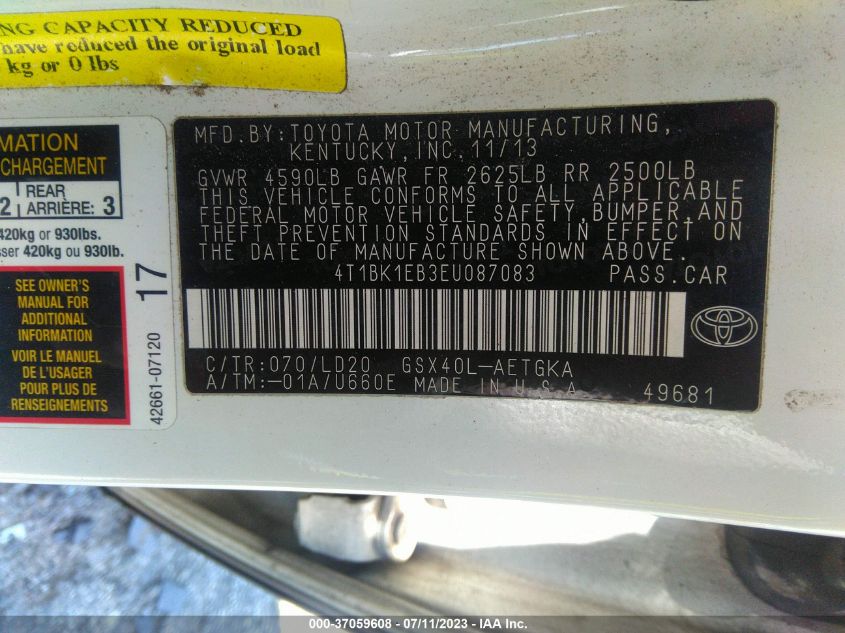 NG CAPACITY REDUCED
have reduced the original load
kg or 0 lbs
MATION
CHARGEMENT
2 REAR
ARRIÈRE: 3
420kg or 930lbs.
sser 420kg ou 930lb.
SEE OWNER'S
MANUAL FOR
ADDITIONAL
INFORMATION
VOIR LE MANUEL
DE L'USAGER
POUR PLUS DE
RENSEIGNEMENTS
17
42661-07120
MFD.BY:TOYOTA MOTOR MANUFACTURING,
KENTUCKY,INC.11/13
GVWR 4590LB GAWR FR 2625LB RR 2500LB
THIS VEHICLE CONFORMS TO ALL APPLICABLE
FEDERAL MOTOR VEHICLE SAFETY,BUMPER,AND
THEFT PREVENTION STANDARDS IN EFFECT ON
THE DATE OF MANUFACTURE SHOWN ABOVE.
4T1BK1EB3EU087083 PASS.CAR
C/TR:070/LD20 GSX40L-AETGKA
A/TM:-01A/U660E MADE IN U.S.A
49681
000-37059608 - 07/11/2023 - IAA Inc.